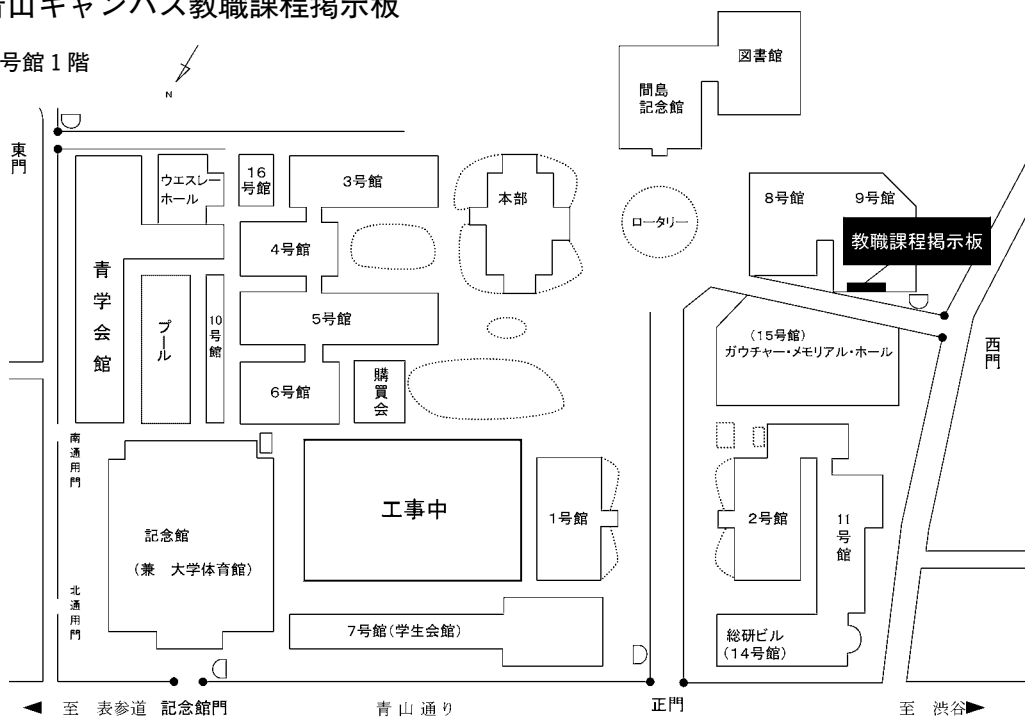 青山キャンパス教職課程掲示板
号館1階
N
図書館
間島
記念館
東門
ウエスレー
ホール
16
号館
3号館
本部
ロータリー
8号館
9号館
教職課程掲示板
4号館
青学会館
プール
10号館
5号館
(15号館)
ガウチャー・メモリアル・ホール
西門
6号館
購買会
南通用門
工事中
1号館
2号館
11号館
記念館
(兼 大学体育館)
北通用門
7号館(学生会館)
総研ビル
(14号館)
◀ 至 表参道
記念館門
青山通り
正門
至 渋谷▶